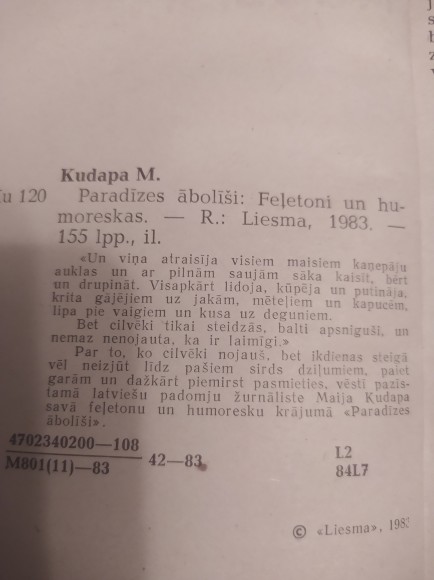 Kudapa M.
Ku 120 Paradīzes ābolīši: Feļetoni un hu-
moreskas. — R.: Liesma, 1983. —
155 lpp., il.
«Un viņa atraisīja visiem maisiem kaņepāju
auklas un ar pilnām saujām sāka kaisīt, bērt
un drupināt. Visapkārt lidoja, kūpēja un putināja,
krita gājējiem uz jakām, mēteļiem un kapucēm,
lipa pie vaigiem un kusa uz deguniem.
Bet cilvēki tikai steidzās, balti apsniguši, un
nemaz nenojauta, ka ir laimīgi.»
Par to, ko cilvēki nojauš, bet ikdienas steigā
vēl neizjūt līdz pašiem sirds dziļumiem, paiet
garām un dažkārt piemirst pasmieties, vēstī pazīs-
tamā latviešu padomju žurnāliste Maija Kudapa
savā feļetonu un humoresku krājumā «Paradīzes
ābolīši».
4702340200—108
M801(11)—83
42—83
L2
84L7
© «Liesma», 1983